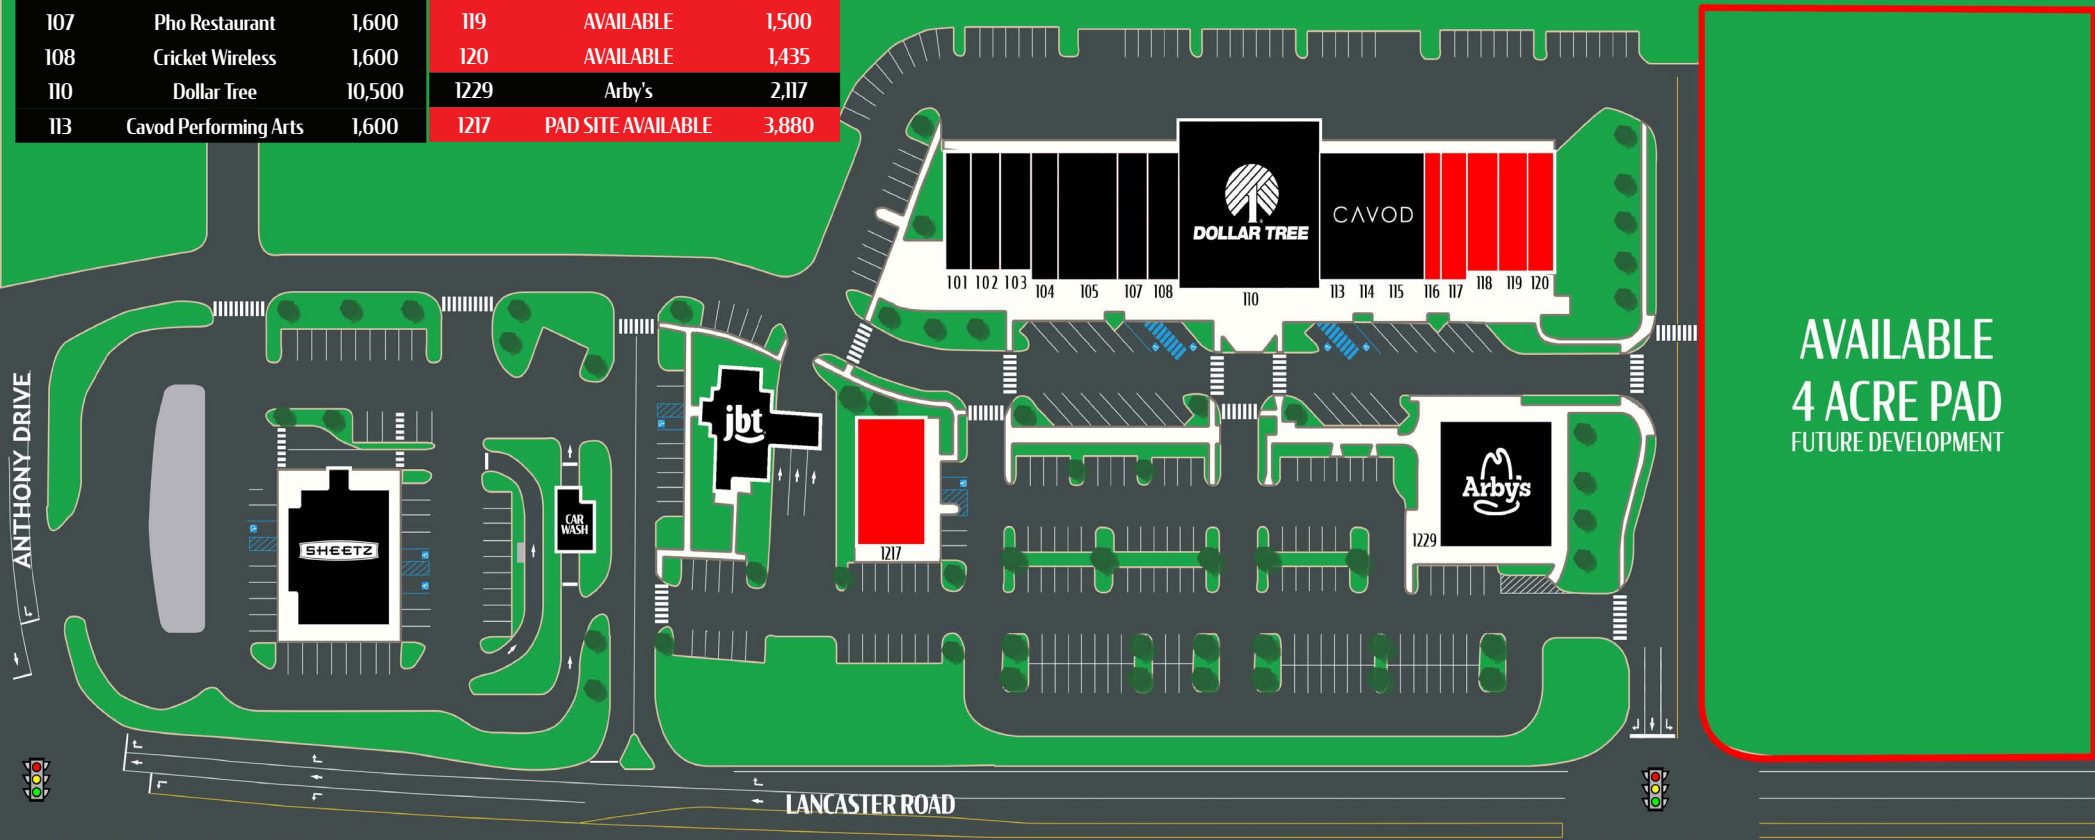 107 Pho Restaurant 1,600 119 AVAILABLE 1,500
108 Cricket Wireless 1,600 120 AVAILABLE 1,435
110 Dollar Tree 10,500 1229 Arby's 2,117
113 Cavod Performing Arts 1,600 1217 PAD SITE AVAILABLE 3,880
DOLLAR TREE
CAVOD
101 102 103 104 105 107 108 110 113 114 115 116 117 118 119 120
AVAILABLE
4 ACRE PAD
FUTURE DEVELOPMENT
ANTHONY DRIVE
jbt
SHEETZ
CAR
WASH
1217
Arby's
1229
LANCASTER ROAD